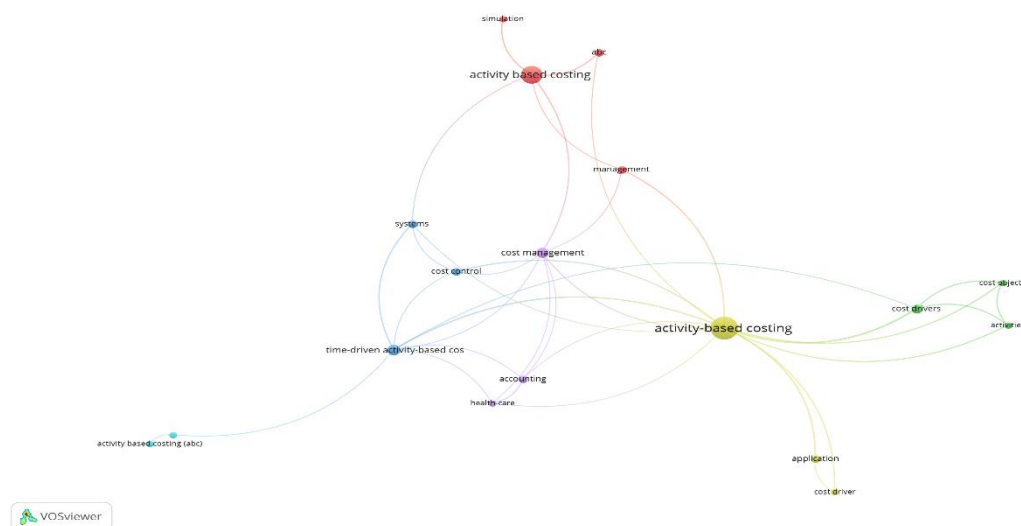 simulation
abc
activity based costing
management
systems
cost management
cost control
cost object
cost drivers
activitie
activity-based costing
time-driven activity-based cos
accounting
health care
activity based costing (abc)
application
cost driver
VOSviewer